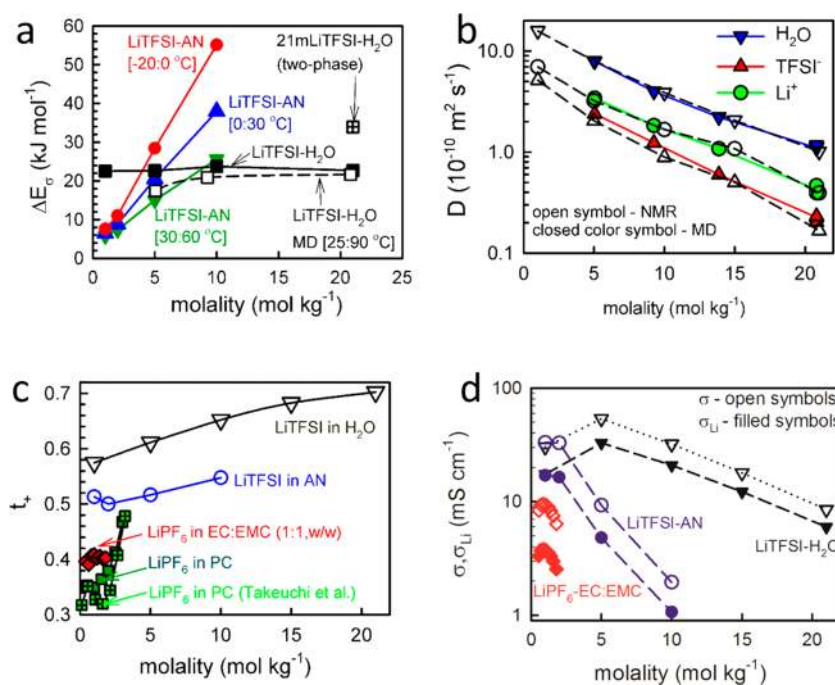 a
60
50
40
30
20
10
0
ΔEσ (kJ mol⁻¹)
LiTFSI-AN
[-20:0 °C]
21mLiTFSI-H₂O
(two-phase)
LiTFSI-AN
[0:30 °C]
LiTFSI-H₂O
LiTFSI-AN
[30:60 °C]
LiTFSI-H₂O
MD [25:90 °C]
0 5 10 15 20 25
molality (mol kg⁻¹)
b
10.0
1.0
0.1
D (10⁻¹⁰ m² s⁻¹)
H₂O
TFSI⁻
Li⁺
open symbol - NMR
closed color symbol - MD
0 5 10 15 20
molality (mol kg⁻¹)
c
0.7
0.6
0.5
0.4
0.3
t₊
LiTFSI in H₂O
LiTFSI in AN
LiPF₆ in EC:EMC (1:1,w/w)
LiPF₆ in PC
LiPF₆ in PC (Takeuchi et al.)
0 5 10 15 20
molality (mol kg⁻¹)
d
100
10
1
σ,σLi (mS cm⁻¹)
σ - open symbols
σLi - filled symbols
LiTFSI-AN
LiTFSI-H₂O
LiPF₆-EC:EMC
0 5 10 15 20
molality (mol kg⁻¹)